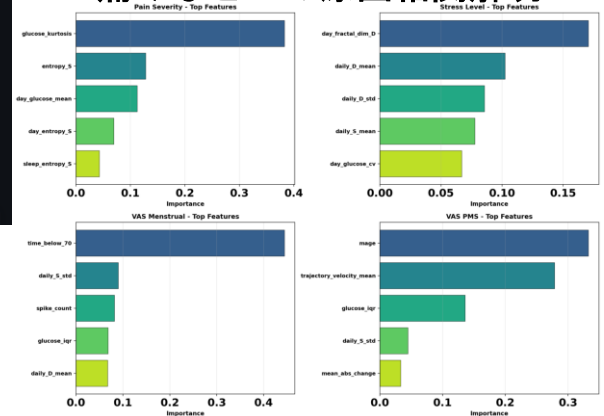 Pain Severity - Top Features
glucose_kurtosis
entropy_S
day_glucose_mean
day_entropy_S
sleep_entropy_S
0.0 0.1 0.2 0.3 0.4
Importance
Stress Level - Top Features
day_fractal_dim_D
daily_D_mean
daily_D_std
daily_S_mean
day_glucose_cv
0.00 0.05 0.10 0.15
Importance
VAS Menstrual - Top Features
time_below_70
daily_S_std
spike_count
glucose_iqr
daily_D_mean
0.0 0.1 0.2 0.3 0.4
Importance
VAS PMS - Top Features
mage
trajectory_velocity_mean
glucose_iqr
daily_S_std
mean_abs_change
0.0 0.1 0.2 0.3
Importance